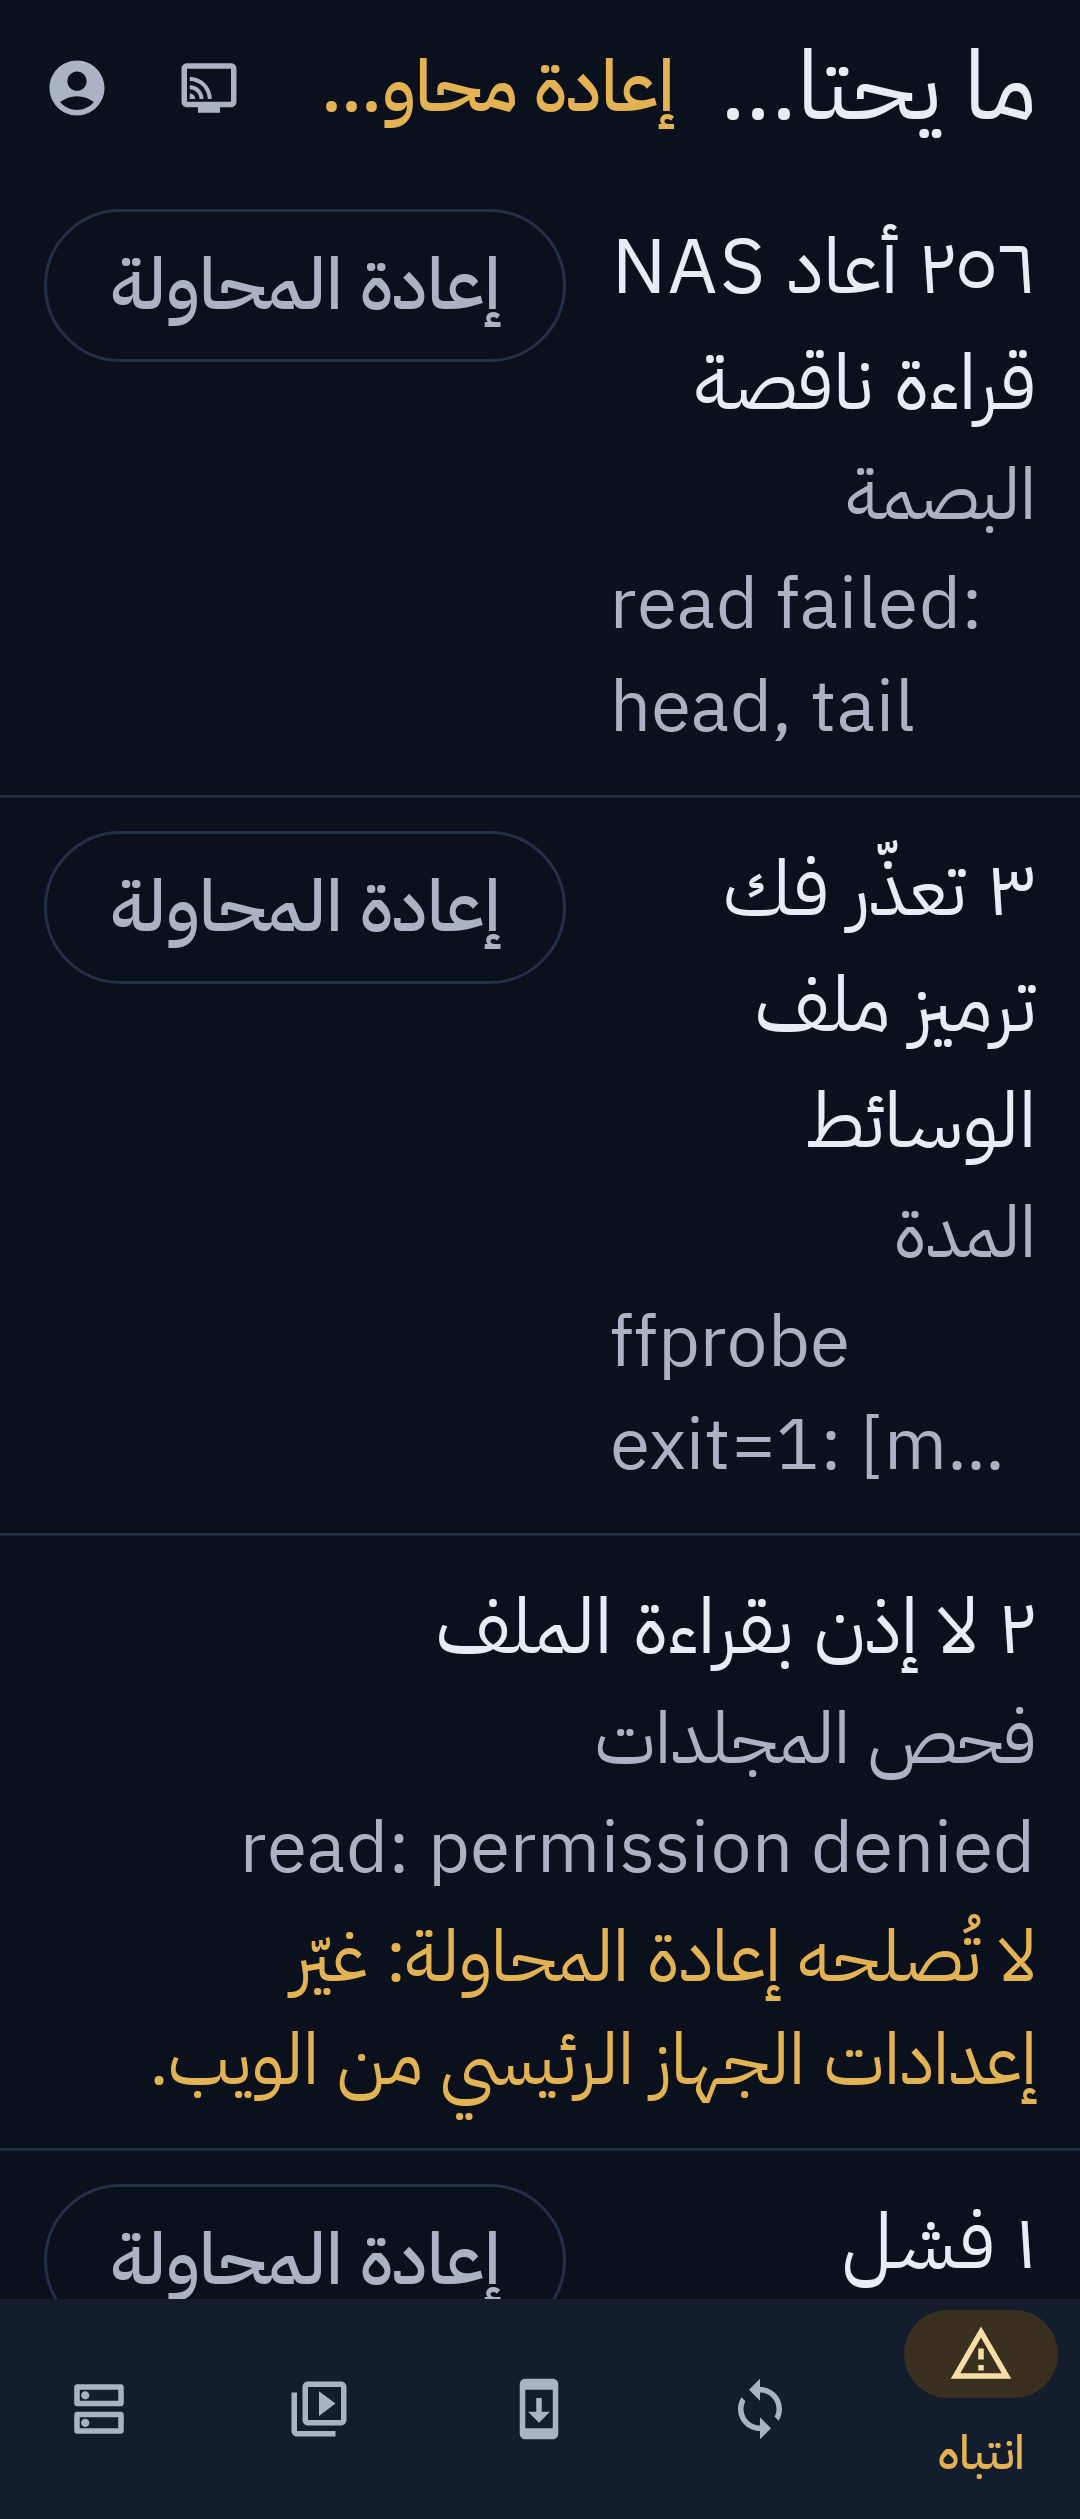 ما يحتا...
إعادة محاو...
٢٥٦ أعاد NAS
قراءة ناقصة
البصمة
read failed:
head, tail
إعادة المحاولة
٣ تعذّر فك
ترميز ملف
الوسائط
المدة
ffprobe
exit=1: [m...
إعادة المحاولة
٢ لا إذن بقراءة الملف
فحص المجلدات
read: permission denied
لا تُصلحه إعادة المحاولة: غيّر
إعدادات الجهاز الرئيسي من الويب.
١ فشل
إعادة المحاولة
انتباه